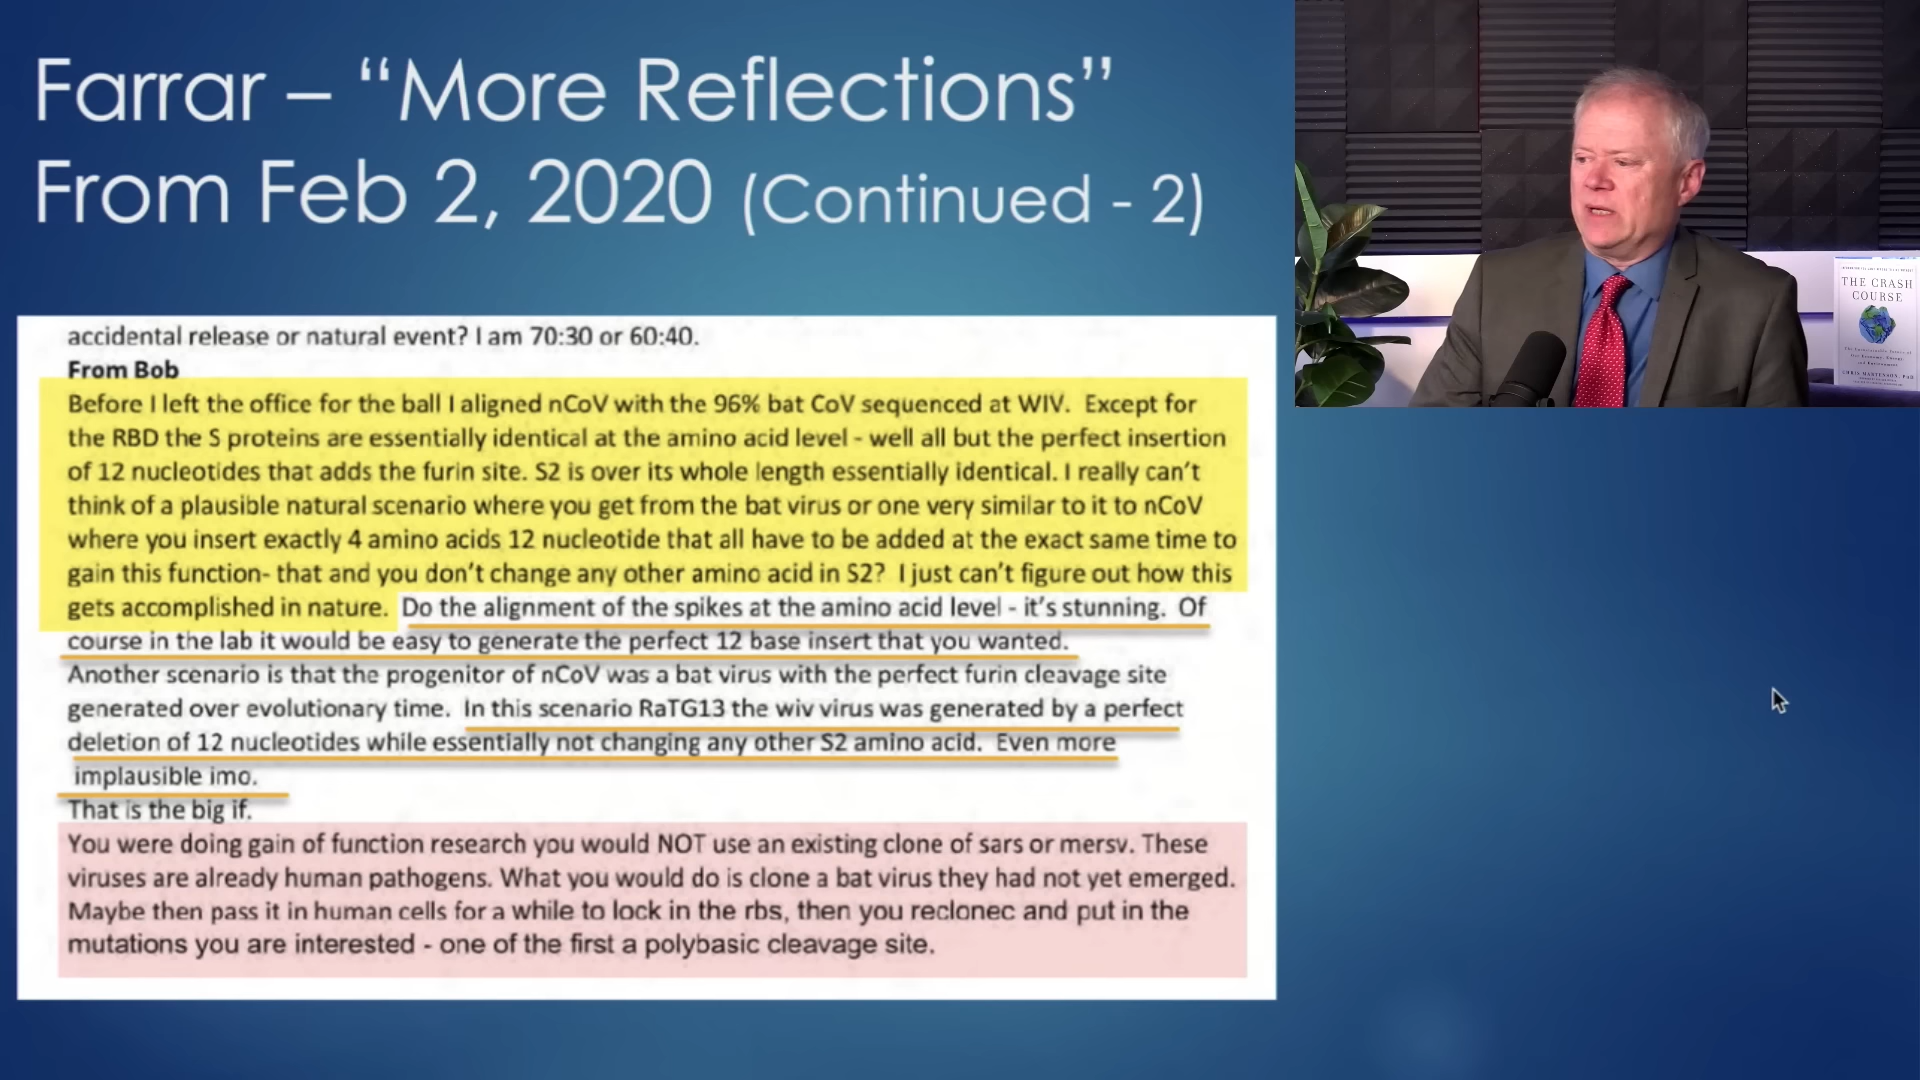 Farrar – “More Reflections”
From Feb 2, 2020 (Continued - 2)
accidental release or natural event? I am 70:30 or 60:40.
From Bob
Before I left the office for the ball I aligned nCoV with the 96% bat CoV sequenced at WIV. Except for
the RBD the S proteins are essentially identical at the amino acid level - well all but the perfect insertion
of 12 nucleotides that adds the furin site. S2 is over its whole length essentially identical. I really can't
think of a plausible natural scenario where you get from the bat virus or one very similar to it to nCoV
where you insert exactly 4 amino acids 12 nucleotide that all have to be added at the exact same time to
gain this function- that and you don't change any other amino acid in S2? I just can't figure out how this
gets accomplished in nature. Do the alignment of the spikes at the amino acid level - it's stunning. Of
course in the lab it would be easy to generate the perfect 12 base insert that you wanted.
Another scenario is that the progenitor of nCoV was a bat virus with the perfect furin cleavage site
generated over evolutionary time. In this scenario RaTG13 the wiv virus was generated by a perfect
deletion of 12 nucleotides while essentially not changing any other S2 amino acid. Even more
implausible imo.
That is the big if.
You were doing gain of function research you would NOT use an existing clone of sars or mersv. These
viruses are already human pathogens. What you would do is clone a bat virus they had not yet emerged.
Maybe then pass it in human cells for a while to lock in the rbs, then you reclonec and put in the
mutations you are interested - one of the first a polybasic cleavage site.
THE CRASH
COURSE
CHRIS MARTENSON, PHD